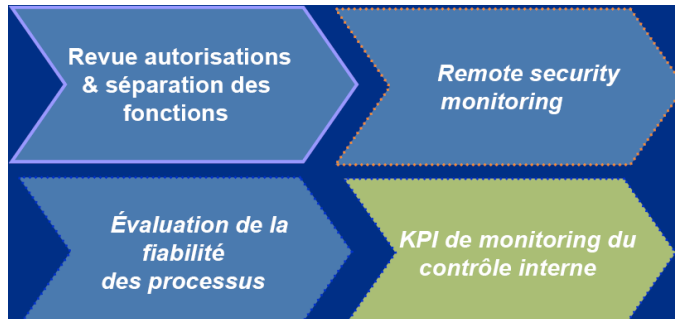 Revue autorisations
& séparation des
fonctions
Remote security
monitoring
Évaluation de la
fiabilité
des processus
KPI de monitoring du
contrôle interne